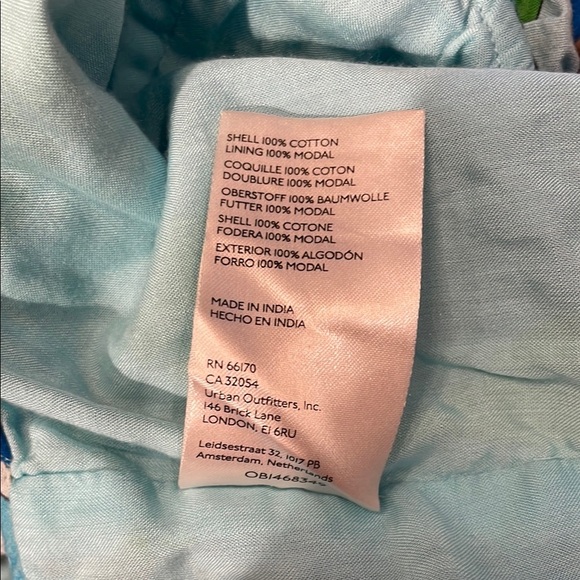 SHELL 100% COTTON
LINING 100% MODAL
COQUILLE 100% COTON
DOUBLURE 100% MODAL
OBERSTOFF 100% BAUMWOLLE
FUTTER 100% MODAL
SHELL 100% COTONE
FODERA 100% MODAL
EXTERIOR 100% ALGODÓN
FORRO 100% MODAL
MADE IN INDIA
HECHO EN INDIA
RN 66170
CA 32054
Urban Outfitters, Inc.
146 Brick Lane
LONDON, E1 6RU
Leidsestraat 32, 1017 PB
Amsterdam, Netherlands